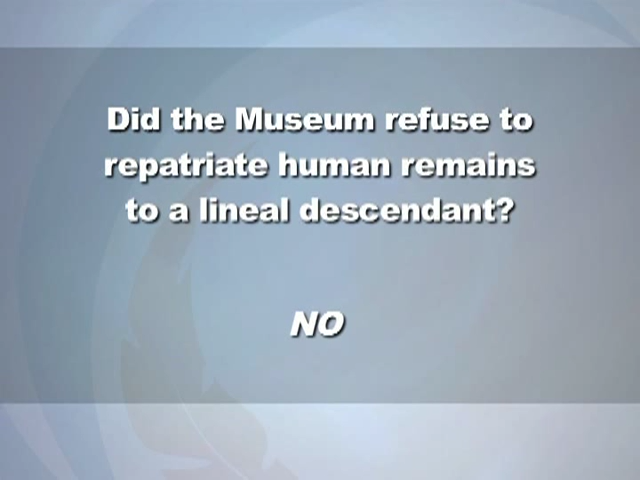 Did the Museum refuse to
repatriate human remains
to a lineal descendant?
NO